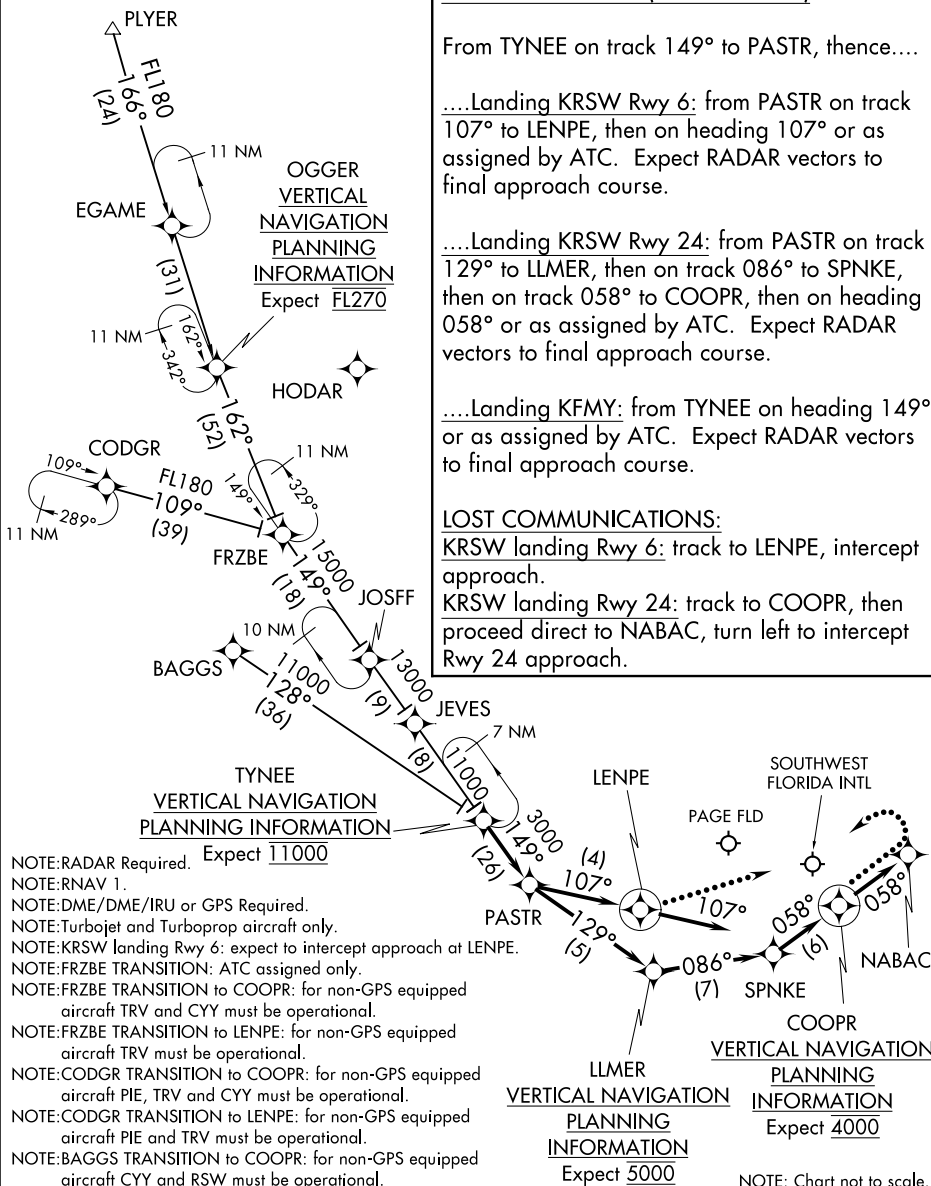 PLYER
FL180
166°
(24)
11 NM
EGAME
(31)
OGGER
VERTICAL
NAVIGATION
PLANNING
INFORMATION
Expect FL270
11 NM
162°
342°
HODAR
162°
(52)
CODGR
109°
289°
11 NM
FL180
109°
(39)
11 NM
149°
329°
FRZBE
15000
149°
(18)
JOSFF
10 NM
BAGGS
11000
128°
(36)
13000
(9)
JEVES
7 NM
(8)
11000
TYNEE
VERTICAL NAVIGATION
PLANNING INFORMATION
Expect 11000
3000
149°
(26)
PASTR
LENPE
(4)
107°
107°
129°
(5)
PAGE FLD
SOUTHWEST
FLORIDA INTL
086°
(7)
SPNKE
058°
(6)
058°
NABAC
COOPR
VERTICAL NAVIGATION
PLANNING
INFORMATION
Expect 4000
LLMER
VERTICAL NAVIGATION
PLANNING
INFORMATION
Expect 5000
NOTE: Chart not to scale.
From TYNEE on track 149° to PASTR, thence....
....Landing KRSW Rwy 6: from PASTR on track
107° to LENPE, then on heading 107° or as
assigned by ATC. Expect RADAR vectors to
final approach course.
....Landing KRSW Rwy 24: from PASTR on track
129° to LLMER, then on track 086° to SPNKE,
then on track 058° to COOPR, then on heading
058° or as assigned by ATC. Expect RADAR
vectors to final approach course.
....Landing KFMY: from TYNEE on heading 149°
or as assigned by ATC. Expect RADAR vectors
to final approach course.
LOST COMMUNICATIONS:
KRSW landing Rwy 6: track to LENPE, intercept
approach.
KRSW landing Rwy 24: track to COOPR, then
proceed direct to NABAC, turn left to intercept
Rwy 24 approach.
NOTE:RADAR Required.
NOTE:RNAV 1.
NOTE:DME/DME/IRU or GPS Required.
NOTE:Turbojet and Turboprop aircraft only.
NOTE:KRSW landing Rwy 6: expect to intercept approach at LENPE.
NOTE:FRZBE TRANSITION: ATC assigned only.
NOTE:FRZBE TRANSITION to COOPR: for non-GPS equipped
aircraft TRV and CYY must be operational.
NOTE:FRZBE TRANSITION to LENPE: for non-GPS equipped
aircraft TRV must be operational.
NOTE:CODGR TRANSITION to COOPR: for non-GPS equipped
aircraft PIE, TRV and CYY must be operational.
NOTE:CODGR TRANSITION to LENPE: for non-GPS equipped
aircraft PIE and TRV must be operational.
NOTE:BAGGS TRANSITION to COOPR: for non-GPS equipped
aircraft CYY and RSW must be operational.